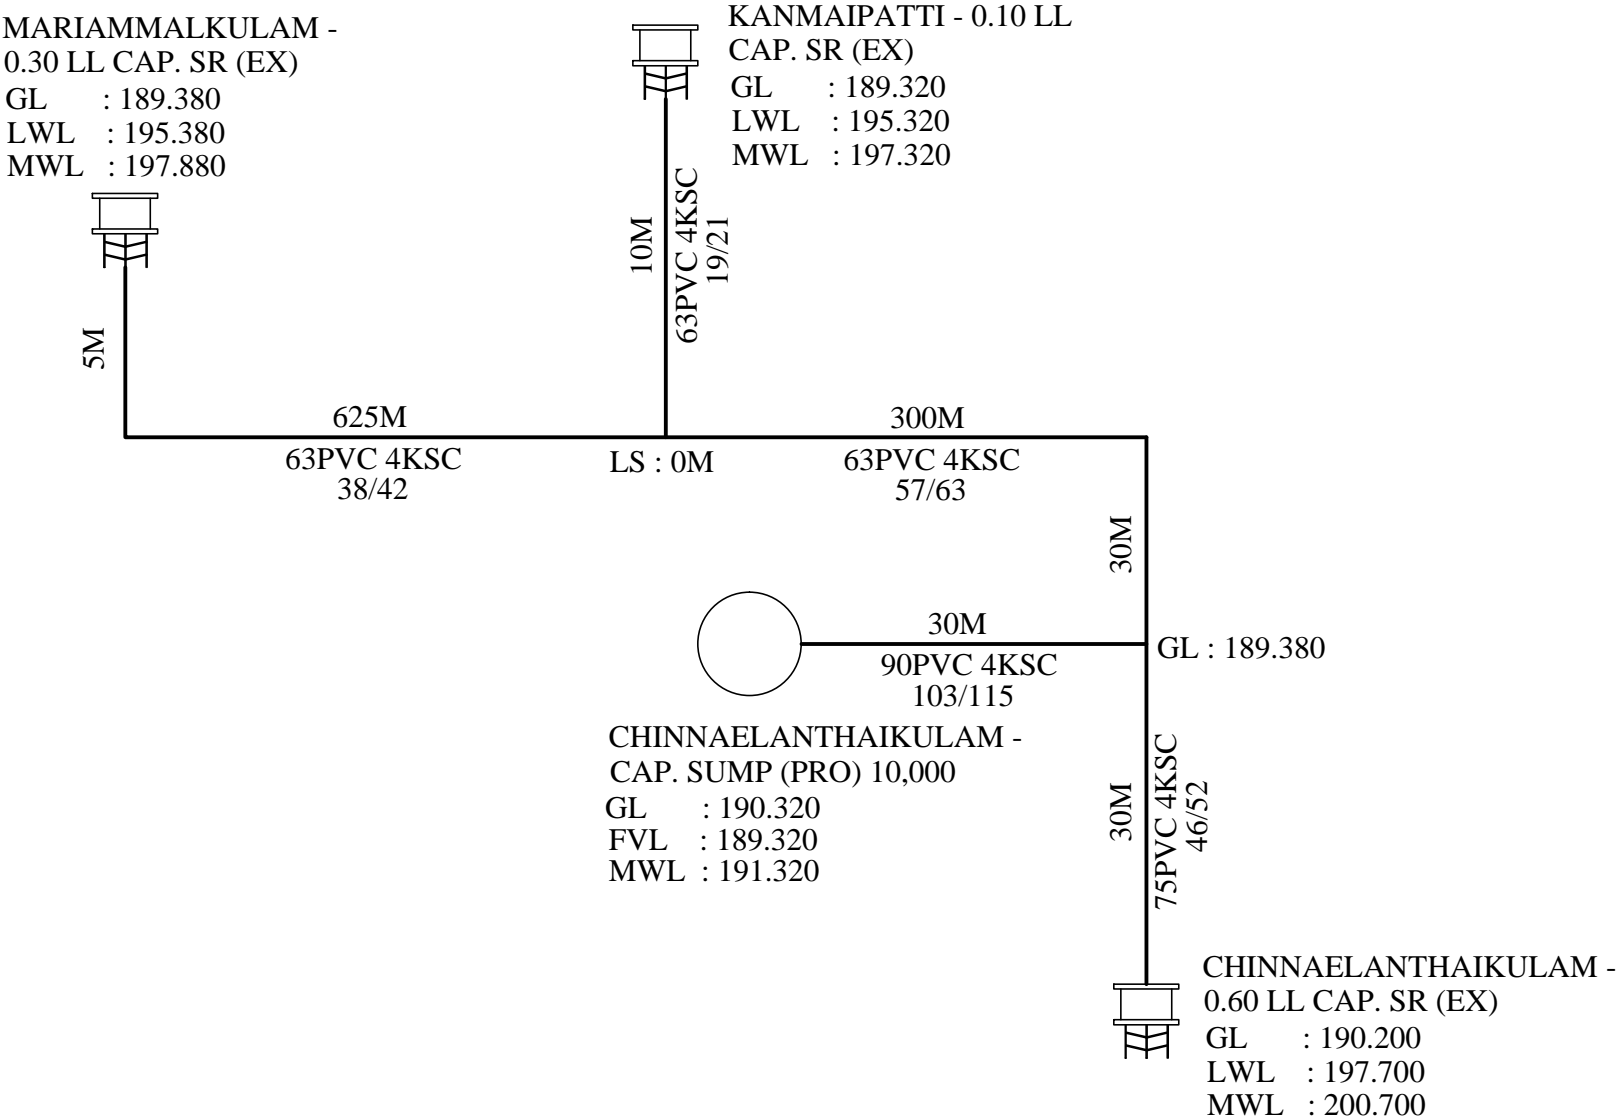 MARIAMMALKULAM -
0.30 LL CAP. SR (EX)
GL : 189.380
LWL : 195.380
MWL : 197.880
KANMAIPATTI - 0.10 LL
CAP. SR (EX)
GL : 189.320
LWL : 195.320
MWL : 197.320
10M
63PVC 4KSC
19/21
5M
625M
63PVC 4KSC
38/42
LS : 0M
300M
63PVC 4KSC
57/63
30M
30M
90PVC 4KSC
103/115
GL : 189.380
CHINNAELANTHAIKULAM -
CAP. SUMP (PRO) 10,000
GL : 190.320
FVL : 189.320
MWL : 191.320
30M
75PVC 4KSC
46/52
CHINNAELANTHAIKULAM -
0.60 LL CAP. SR (EX)
GL : 190.200
LWL : 197.700
MWL : 200.700